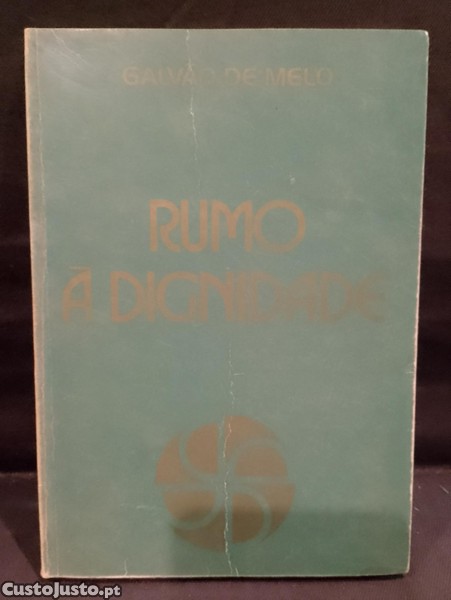 GALVÃO DE MELO
RUMO
À DIGNIDADE
CustoJusto.pt